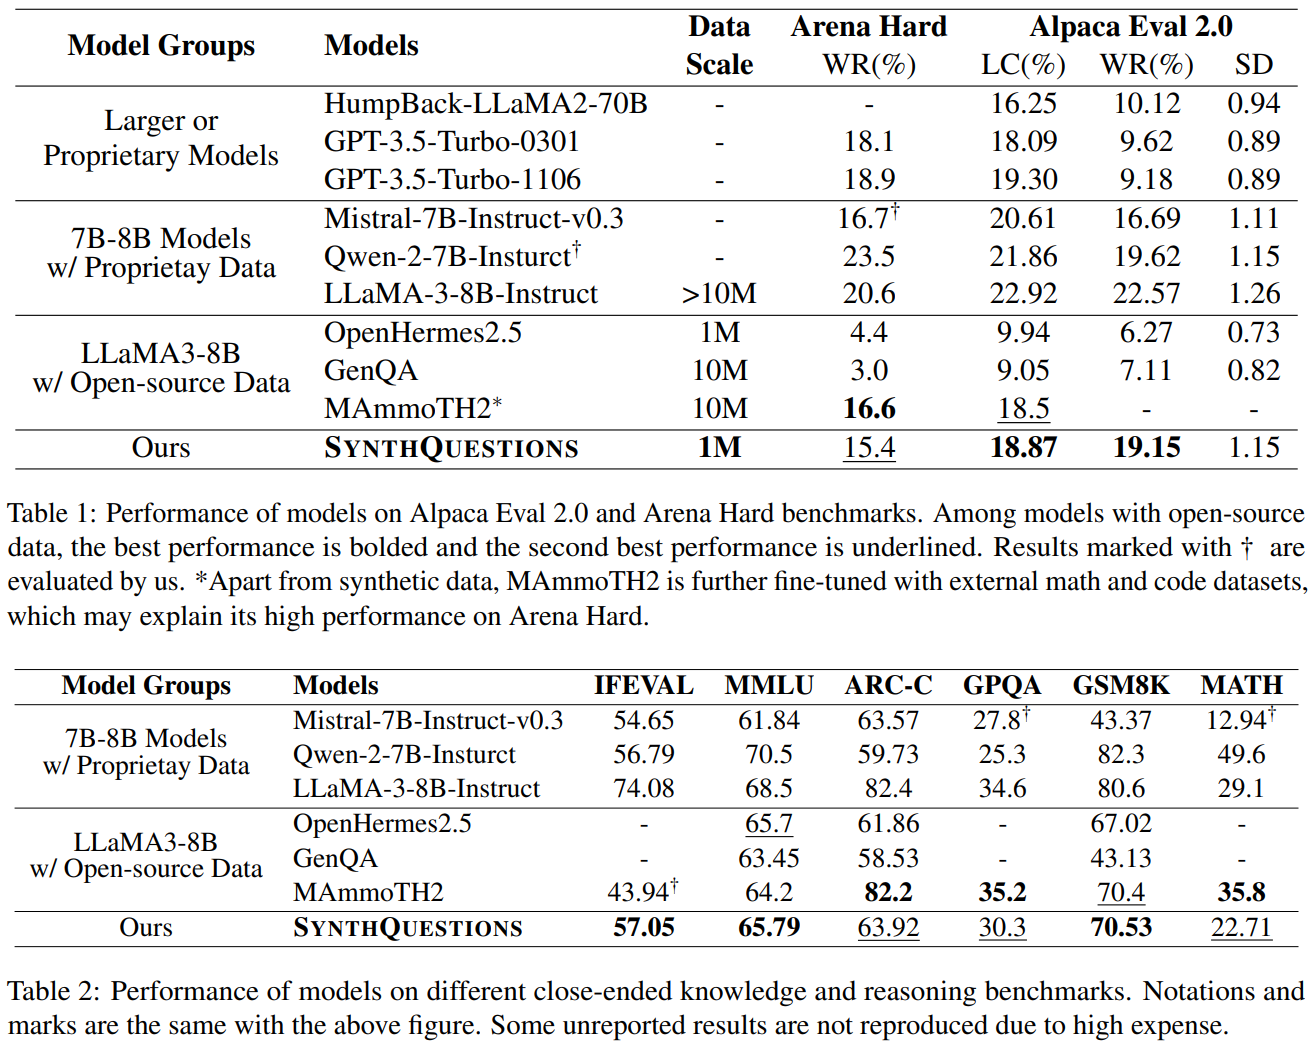 Model Groups Models Data Scale Arena Hard WR(%) Alpaca Eval 2.0 LC(%) WR(%) SD
Larger or Proprietary Models
HumpBack-LLaMA2-70B - - 16.25 10.12 0.94
GPT-3.5-Turbo-0301 - 18.1 18.09 9.62 0.89
GPT-3.5-Turbo-1106 - 18.9 19.30 9.18 0.89
7B-8B Models w/ Proprietay Data
Mistral-7B-Instruct-v0.3 - 16.7† 20.61 16.69 1.11
Qwen-2-7B-Insturct† - 23.5 21.86 19.62 1.15
LLaMA-3-8B-Instruct >10M 20.6 22.92 22.57 1.26
LLaMA3-8B w/ Open-source Data
OpenHermes2.5 1M 4.4 9.94 6.27 0.73
GenQA 10M 3.0 9.05 7.11 0.82
MAmmoTH2* 10M 16.6 18.5 - -
Ours SYNTHQUESTIONS 1M 15.4 18.87 19.15 1.15
Table 1: Performance of models on Alpaca Eval 2.0 and Arena Hard benchmarks. Among models with open-source
data, the best performance is bolded and the second best performance is underlined. Results marked with † are
evaluated by us. *Apart from synthetic data, MAmmoTH2 is further fine-tuned with external math and code datasets,
which may explain its high performance on Arena Hard.
Model Groups Models IFEVAL MMLU ARC-C GPQA GSM8K MATH
7B-8B Models w/ Proprietay Data
Mistral-7B-Instruct-v0.3 54.65 61.84 63.57 27.8† 43.37 12.94†
Qwen-2-7B-Insturct 56.79 70.5 59.73 25.3 82.3 49.6
LLaMA-3-8B-Instruct 74.08 68.5 82.4 34.6 80.6 29.1
LLaMA3-8B w/ Open-source Data
OpenHermes2.5 - 65.7 61.86 - 67.02 -
GenQA - 63.45 58.53 - 43.13 -
MAmmoTH2 43.94† 64.2 82.2 35.2 70.4 35.8
Ours SYNTHQUESTIONS 57.05 65.79 63.92 30.3 70.53 22.71
Table 2: Performance of models on different close-ended knowledge and reasoning benchmarks. Notations and
marks are the same with the above figure. Some unreported results are not reproduced due to high expense.